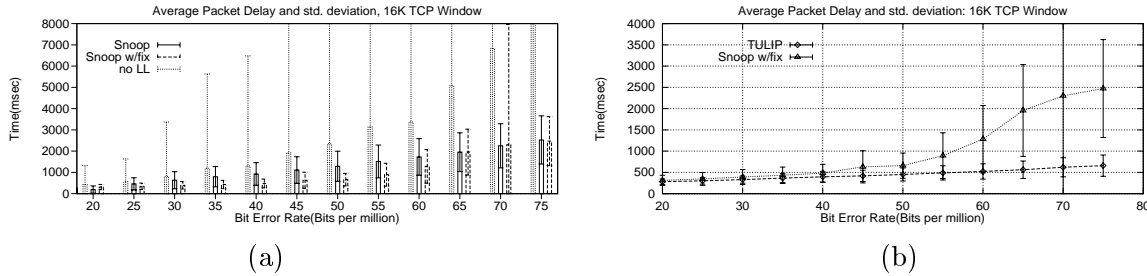 Average Packet Delay and std. deviation, 16K TCP Window
8000
7000
6000
5000
4000
3000
2000
1000
0
Time(msec)
Snoop
Snoop w/fix
no LL
20 25 30 35 40 45 50 55 60 65 70 75
Bit Error Rate(Bits per million)
(a)
Average Packet Delay and std. deviation: 16K TCP Window
4000
3500
3000
2500
2000
1500
1000
500
0
Time(msec)
TULIP
Snoop w/fix
20 30 40 50 60 70 80
Bit Error Rate(Bits per million)
(b)